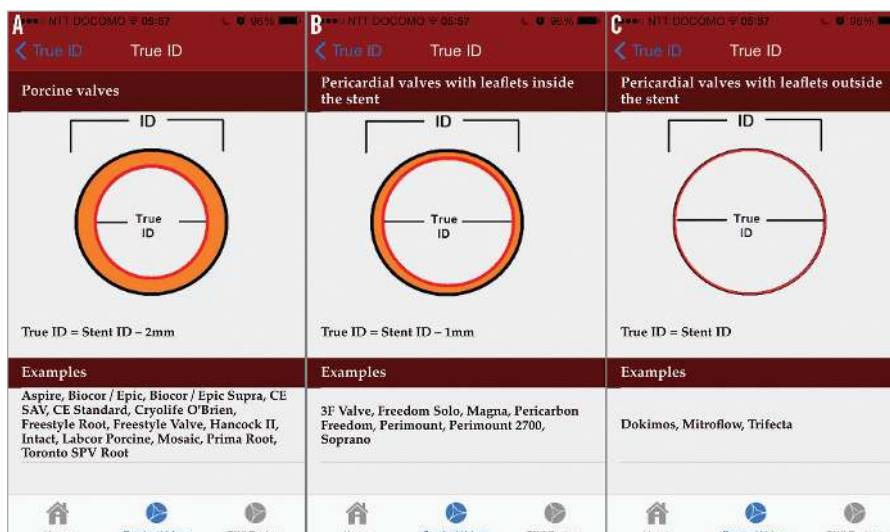 A
NTT DOCOMO 05:57 96%
True ID
True ID
Porcine valves
ID
True
ID
True ID = Stent ID – 2mm
Examples
Aspire, Biocor / Epic, Biocor / Epic Supra, CE
SAV, CE Standard, Cryolife O'Brien,
Freestyle Root, Freestyle Valve, Hancock II,
Intact, Labcor Porcine, Mosaic, Prima Root,
Toronto SPV Root
B
NTT DOCOMO 05:57 96%
True ID
True ID
Pericardial valves with leaflets inside
the stent
ID
True
ID
True ID = Stent ID – 1mm
Examples
3F Valve, Freedom Solo, Magna, Pericarbon
Freedom, Perimount, Perimount 2700,
Soprano
C
NTT DOCOMO 05:57 96%
True ID
True ID
Pericardial valves with leaflets outside
the stent
ID
True
ID
True ID = Stent ID
Examples
Dokimos, Mitroflow, Trifecta